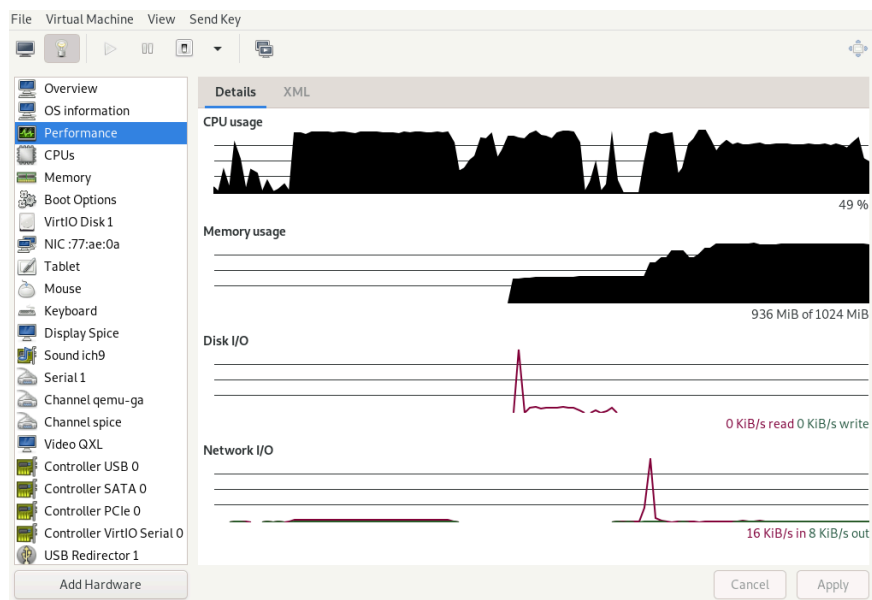 File Virtual Machine View Send Key
Overview
OS information
Performance
CPUs
Memory
Boot Options
VirtIO Disk 1
NIC :77:ae:0a
Tablet
Mouse
Keyboard
Display Spice
Sound ich9
Serial 1
Channel qemu-ga
Channel spice
Video QXL
Controller USB 0
Controller SATA 0
Controller PCIe 0
Controller VirtIO Serial 0
USB Redirector 1
Add Hardware
Details XML
CPU usage
49 %
Memory usage
936 MiB of 1024 MiB
Disk I/O
0 KiB/s read 0 KiB/s write
Network I/O
16 KiB/s in 8 KiB/s out
Cancel Apply